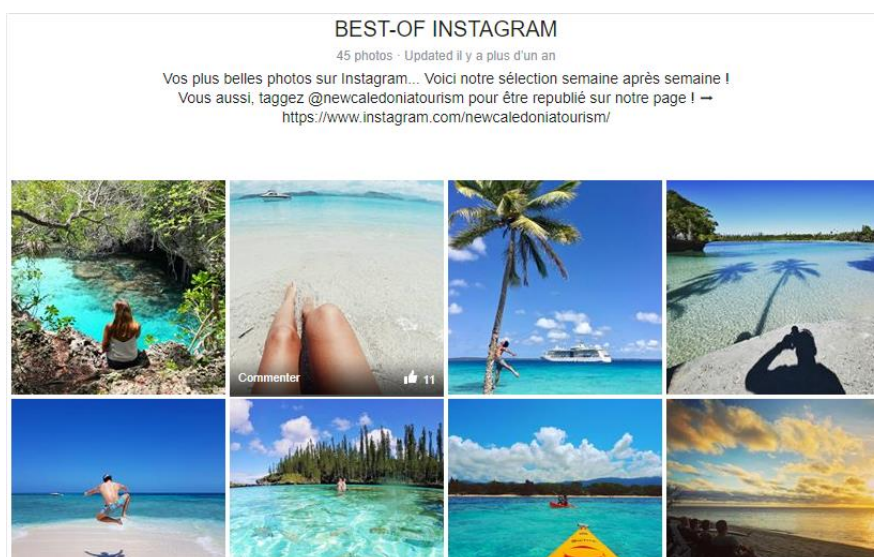 BEST-OF INSTAGRAM
45 photos · Updated il y a plus d'un an
Vos plus belles photos sur Instagram... Voici notre sélection semaine après semaine !
Vous aussi, taggez @newcaledoniatourism pour être republié sur notre page ! →
https://www.instagram.com/newcaledoniatourism/
Commenter 11